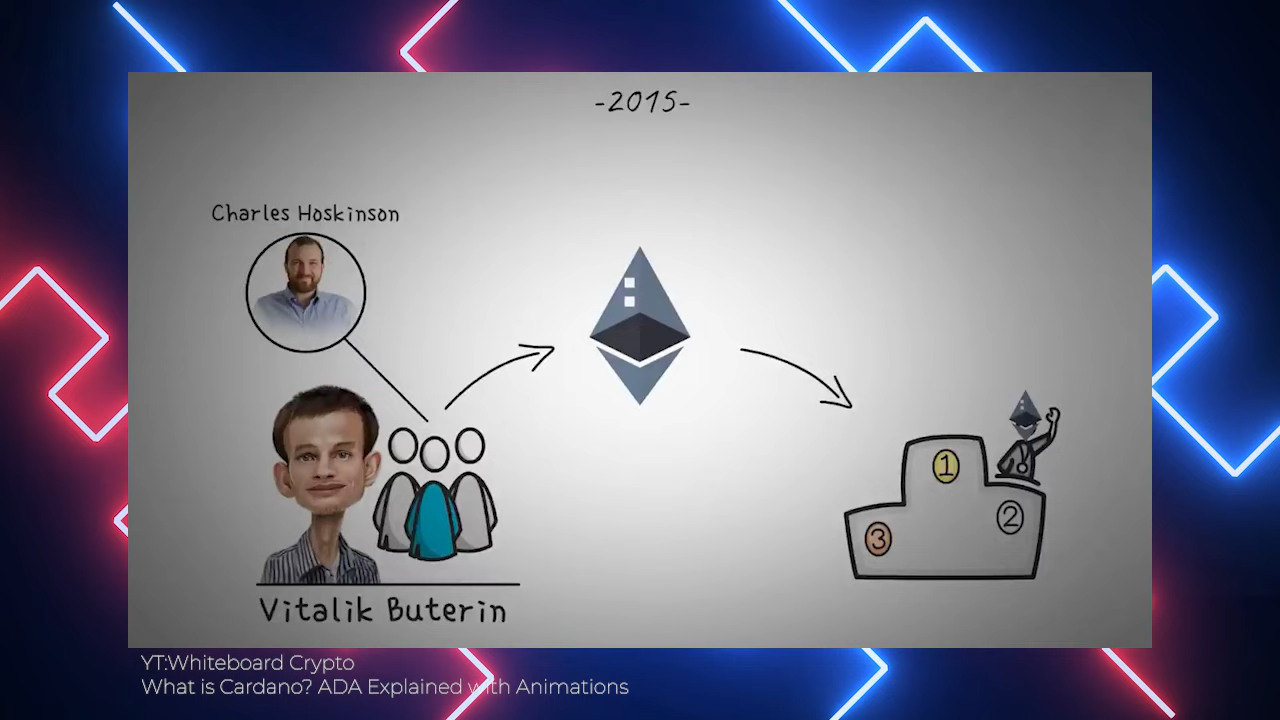 -2015-
Charles Hoskinson
1
2
3
Vitalik Buterin
YT:Whiteboard Crypto
What is Cardano? ADA Explained with Animations